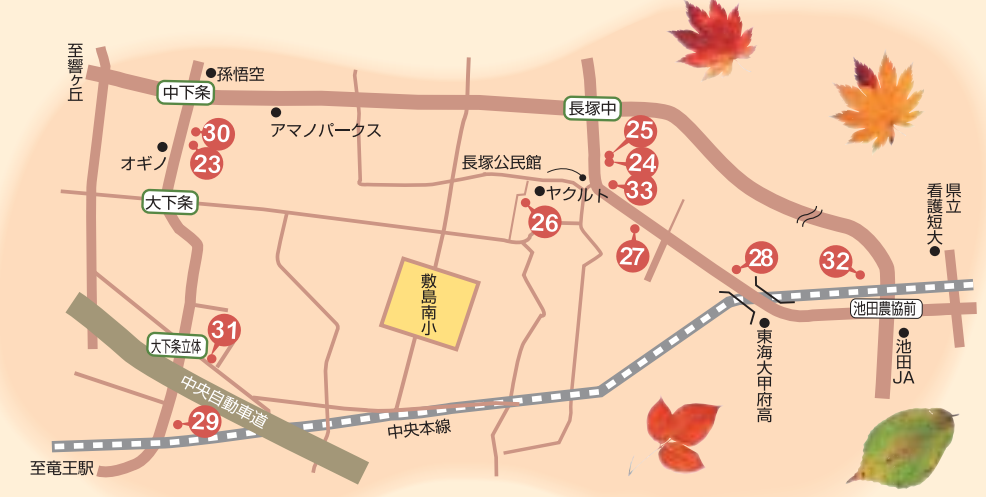 至響ヶ丘
孫悟空
中下条
アマノパークス
長塚中
30
オギノ
23
25
24
33
長塚公民館
ヤクルト
26
27
大下条
県立
看護短大
28
32
敷島南小
池田農協前
東海大甲府高
池田
JA
31
大下条立体
中央自動車道
29
中央本線
至竜王駅